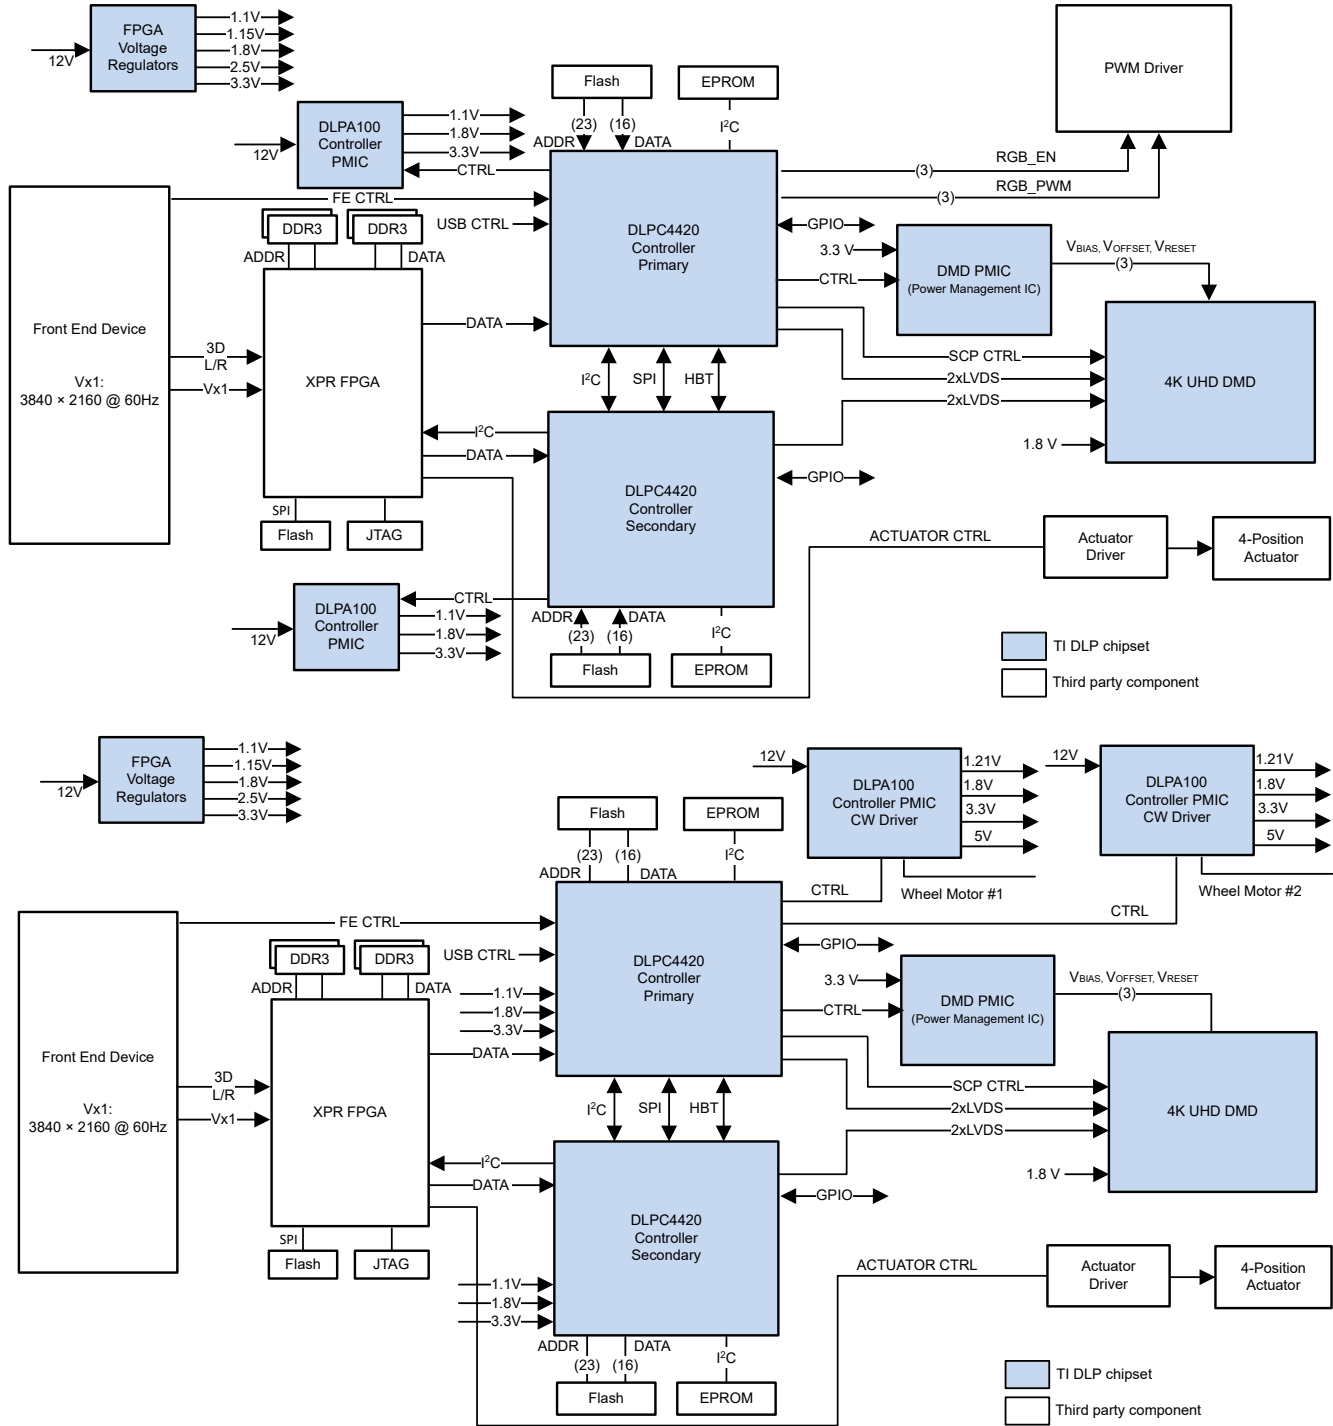 FPGA
Voltage
Regulators
12V
1.1V
1.15V
1.8V
2.5V
3.3V
DLPA100
Controller
PMIC
12V
1.1V
1.8V
3.3V
CTRL
Flash
(23)
(16)
ADDR
DATA
EPROM
I²C
PWM Driver
RGB_EN
(3)
RGB_PWM
(3)
FE CTRL
USB CTRL
DLPC4420
Controller
Primary
GPIO
3.3 V
CTRL
DMD PMIC
(Power Management IC)
VBIAS, VOFFSET, VRESET
(3)
DDR3
DDR3
ADDR
DATA
Front End Device
Vx1:
3840 × 2160 @ 60Hz
3D
L/R
Vx1
XPR FPGA
DATA
SCP CTRL
2xLVDS
2xLVDS
4K UHD DMD
1.8 V
I²C
SPI
HBT
I²C
DATA
DLPC4420
Controller
Secondary
GPIO
SPI
Flash
JTAG
ACTUATOR CTRL
Actuator
Driver
4-Position
Actuator
DLPA100
Controller
PMIC
12V
CTRL
1.1V
1.8V
3.3V
ADDR
DATA
(23)
(16)
Flash
I²C
EPROM
TI DLP chipset
Third party component
FPGA
Voltage
Regulators
12V
1.1V
1.15V
1.8V
2.5V
3.3V
12V
DLPA100
Controller PMIC
CW Driver
1.21V
1.8V
3.3V
5V
12V
DLPA100
Controller PMIC
CW Driver
1.21V
1.8V
3.3V
5V
Flash
(23)
(16)
ADDR
DATA
EPROM
I²C
CTRL
Wheel Motor #1
CTRL
Wheel Motor #2
FE CTRL
USB CTRL
1.1V
1.8V
3.3V
DLPC4420
Controller
Primary
GPIO
3.3 V
CTRL
DMD PMIC
(Power Management IC)
VBIAS, VOFFSET, VRESET
(3)
DDR3
DDR3
ADDR
DATA
Front End Device
Vx1:
3840 × 2160 @ 60Hz
3D
L/R
Vx1
XPR FPGA
DATA
SCP CTRL
2xLVDS
2xLVDS
4K UHD DMD
1.8 V
I²C
SPI
HBT
I²C
DATA
DLPC4420
Controller
Secondary
GPIO
SPI
Flash
JTAG
1.1V
1.8V
3.3V
ACTUATOR CTRL
Actuator
Driver
4-Position
Actuator
ADDR
DATA
(23)
(16)
Flash
I²C
EPROM
TI DLP chipset
Third party component